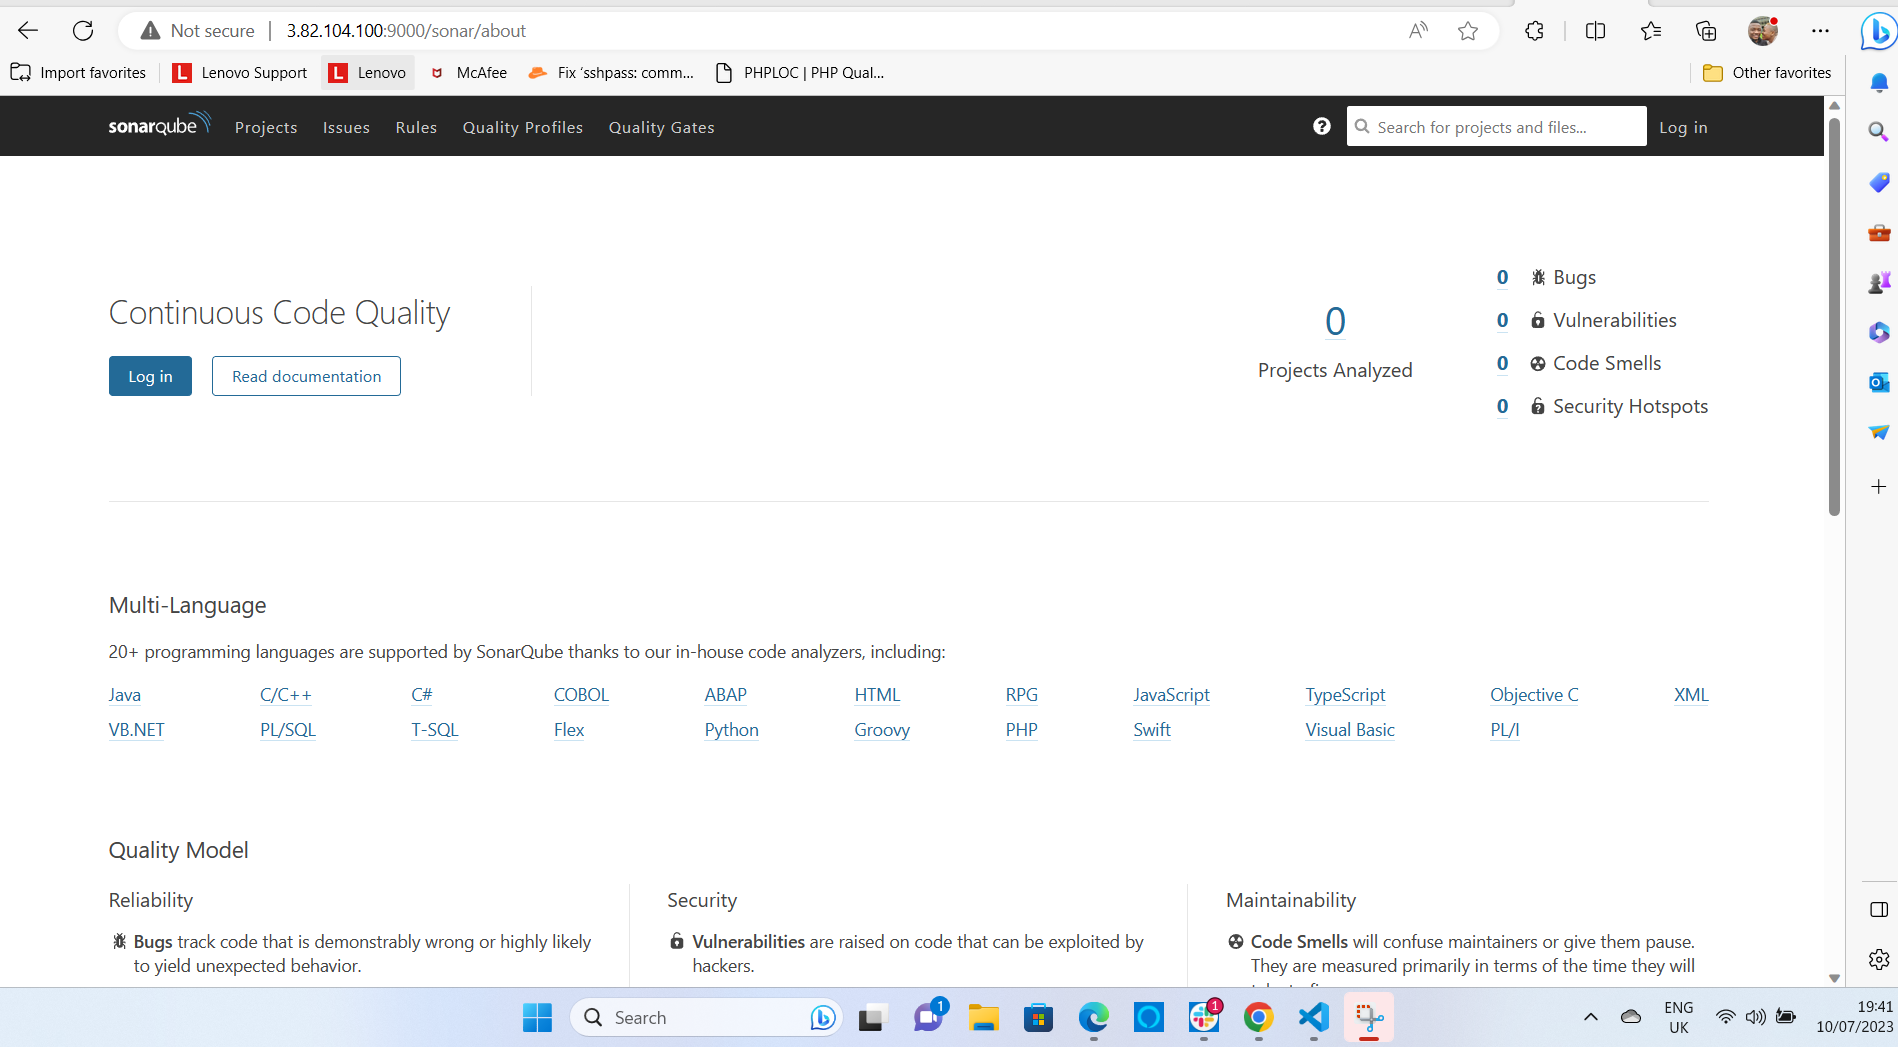 Not secure | 3.82.104.100:9000/sonar/about
Import favorites Lenovo Support Lenovo McAfee Fix ‘sshpass: comm... PHPLOC | PHP Qual... Other favorites
sonarqube Projects Issues Rules Quality Profiles Quality Gates Search for projects and files... Log in
0 Bugs
Continuous Code Quality
0
0 Vulnerabilities
Projects Analyzed
0 Code Smells
Log in Read documentation
0 Security Hotspots
Multi-Language
20+ programming languages are supported by SonarQube thanks to our in-house code analyzers, including:
Java C/C++ C# COBOL ABAP HTML RPG JavaScript TypeScript Objective C XML
VB.NET PL/SQL T-SQL Flex Python Groovy PHP Swift Visual Basic PL/I
Quality Model
Reliability
Bugs track code that is demonstrably wrong or highly likely
to yield unexpected behavior.
Security
Vulnerabilities are raised on code that can be exploited by
hackers.
Maintainability
Code Smells will confuse maintainers or give them pause.
They are measured primarily in terms of the time they will
Search 1 1 ENG
UK
19:41
10/07/2023